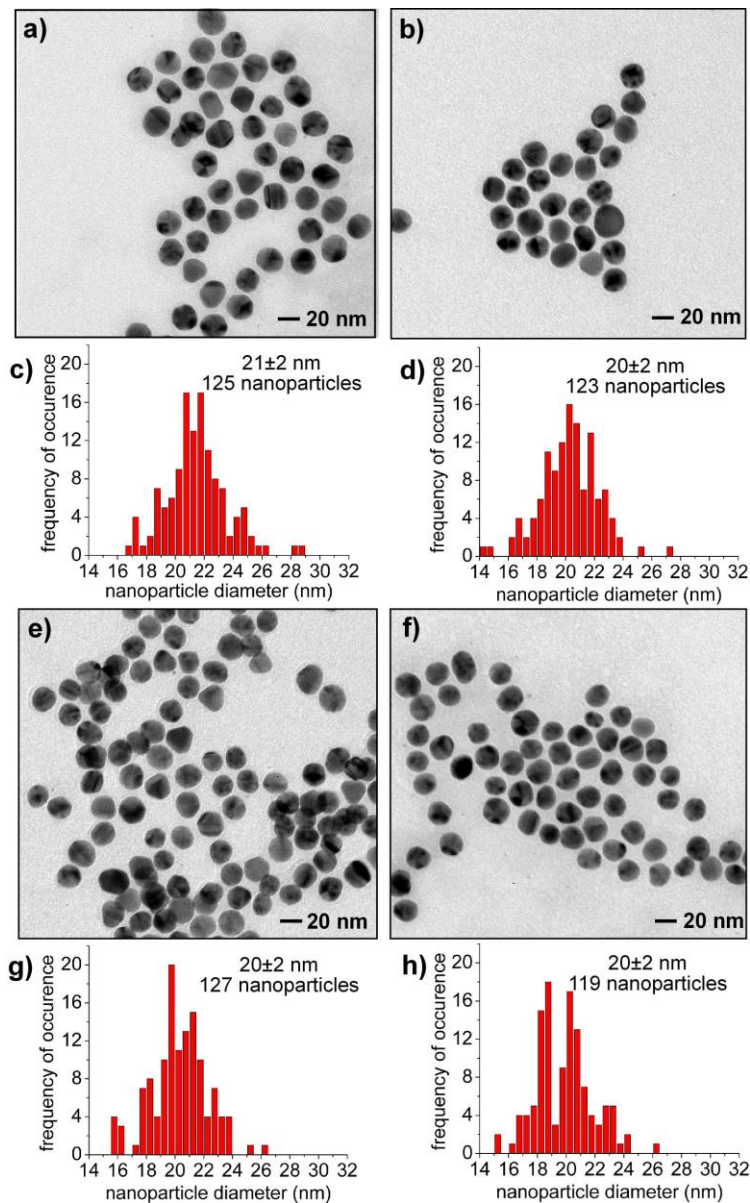 a)
20 nm
b)
20 nm
c)
21±2 nm
125 nanoparticles
frequency of occurence
20
16
12
8
4
0
14 16 18 20 22 24 26 28 30 32
nanoparticle diameter (nm)
d)
20±2 nm
123 nanoparticles
frequency of occurence
20
16
12
8
4
0
14 16 18 20 22 24 26 28 30 32
nanoparticle diameter (nm)
e)
20 nm
f)
20 nm
g)
20±2 nm
127 nanoparticles
frequency of occurence
20
16
12
8
4
0
14 16 18 20 22 24 26 28 30 32
nanoparticle diameter (nm)
h)
20±2 nm
119 nanoparticles
frequency of occurence
20
16
12
8
4
0
14 16 18 20 22 24 26 28 30 32
nanoparticle diameter (nm)